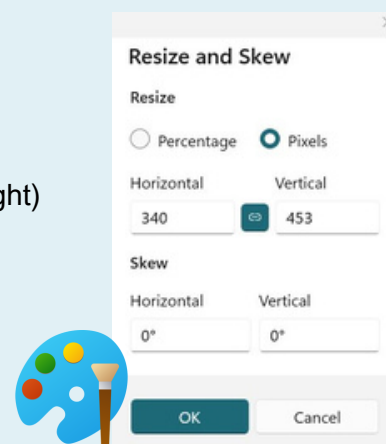 Resize and Skew
Resize
Percentage Pixels
Horizontal Vertical
ght)
340 453
Skew
Horizontal Vertical
0° 0°
OK Cancel